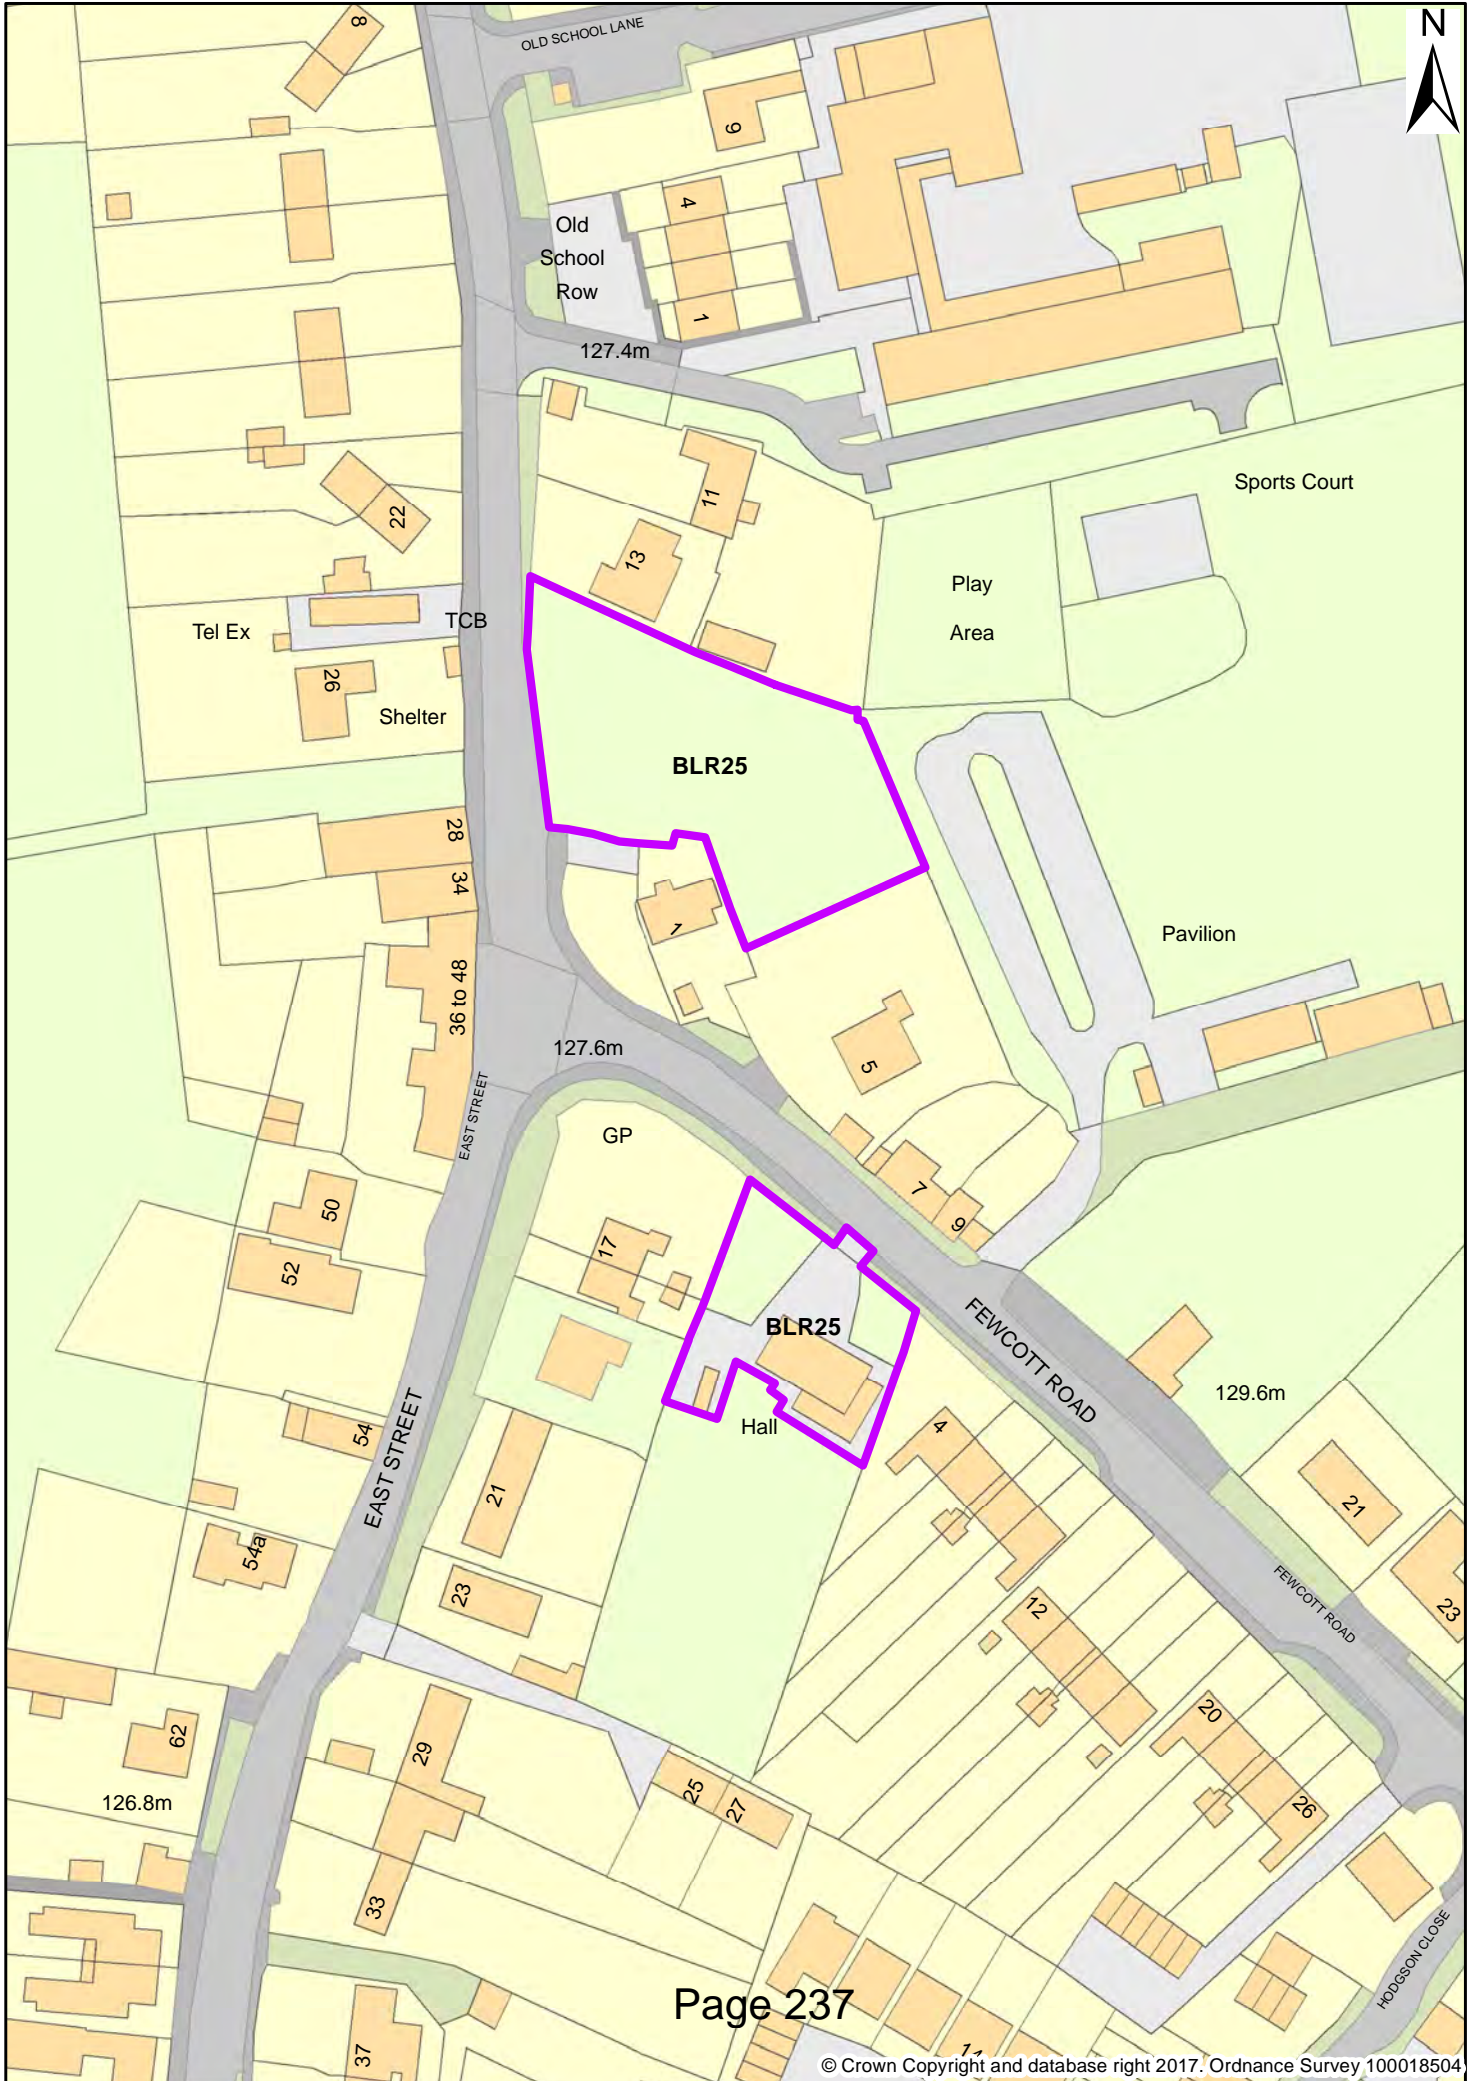 N
8
OLD SCHOOL LANE
9
4
Old
School
Row
1
127.4m
Sports Court
11
22
13
Play
Area
Tel Ex
TCB
26
Shelter
BLR25
28
34
1
Pavilion
36 to 48
127.6m
5
EAST STREET
GP
7
9
50
17
52
BLR25
FEWCOTT ROAD
129.6m
Hall
4
54
EAST STREET
21
21
54a
23
12
FEWCOTT ROAD
23
20
62
29
25
27
26
126.8m
33
HODGSON CLOSE
Page 237
37
14
© Crown Copyright and database right 2017. Ordnance Survey 100018504